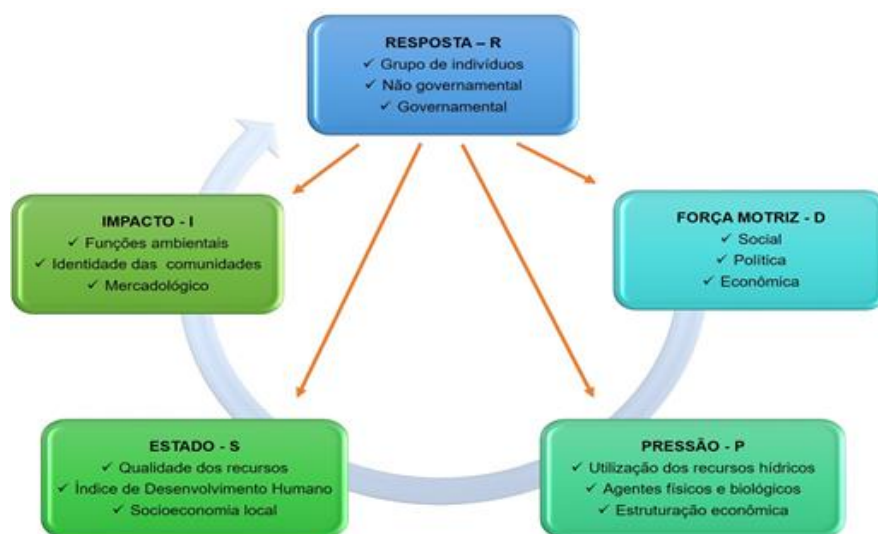 RESPOSTA – R
✓ Grupo de indivíduos
✓ Não governamental
✓ Governamental
IMPACTO - I
✓ Funções ambientais
✓ Identidade das comunidades
✓ Mercadológico
FORÇA MOTRIZ - D
✓ Social
✓ Política
✓ Econômica
ESTADO - S
✓ Qualidade dos recursos
✓ Índice de Desenvolvimento Humano
✓ Socioeconomia local
PRESSÃO - P
✓ Utilização dos recursos hídricos
✓ Agentes físicos e biológicos
✓ Estruturação econômica